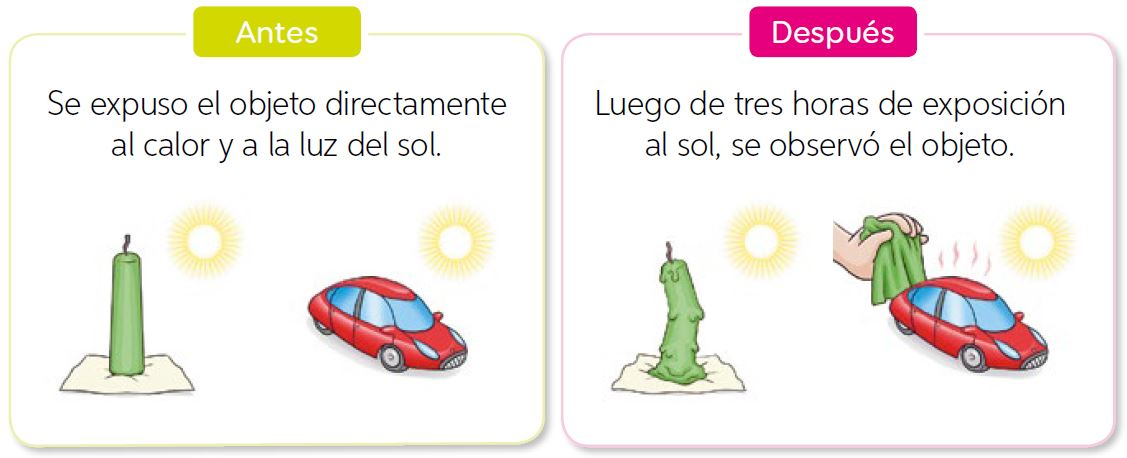 Antes
Se expuso el objeto directamente
al calor y a la luz del sol.
Después
Luego de tres horas de exposición
al sol, se observó el objeto.